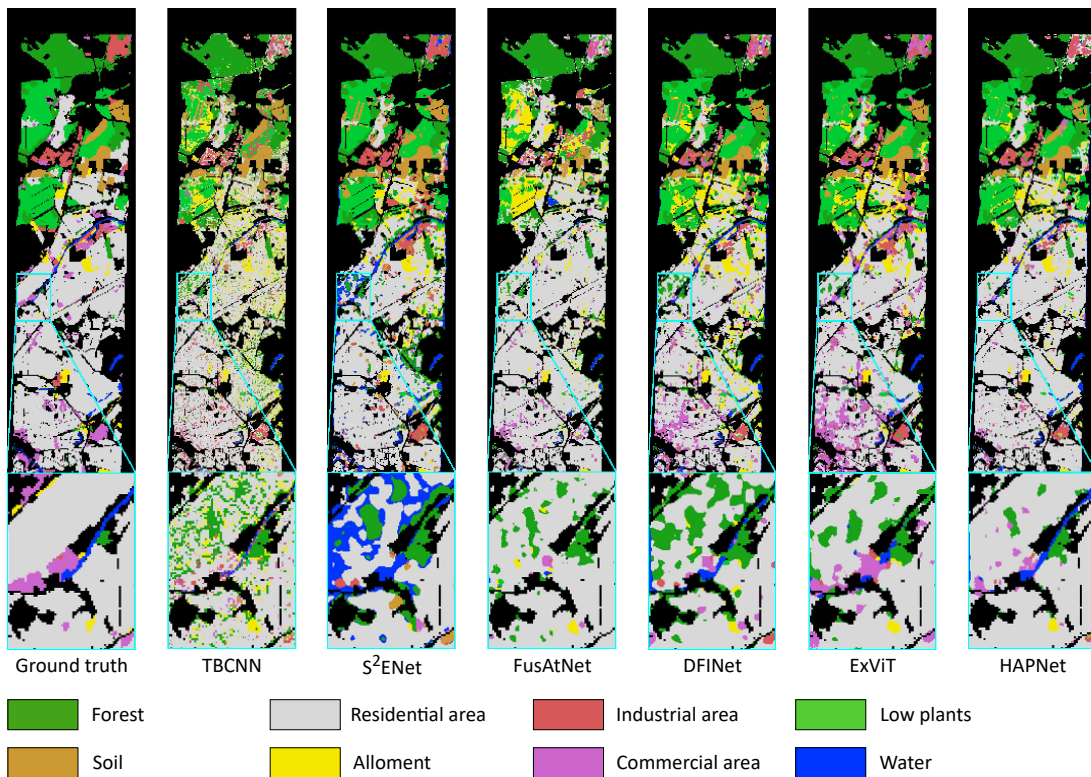 Ground truth TBCNN S²ENet FusAtNet DFINet ExViT HAPNet
Forest Residential area Industrial area Low plants
Soil Alloment Commercial area Water